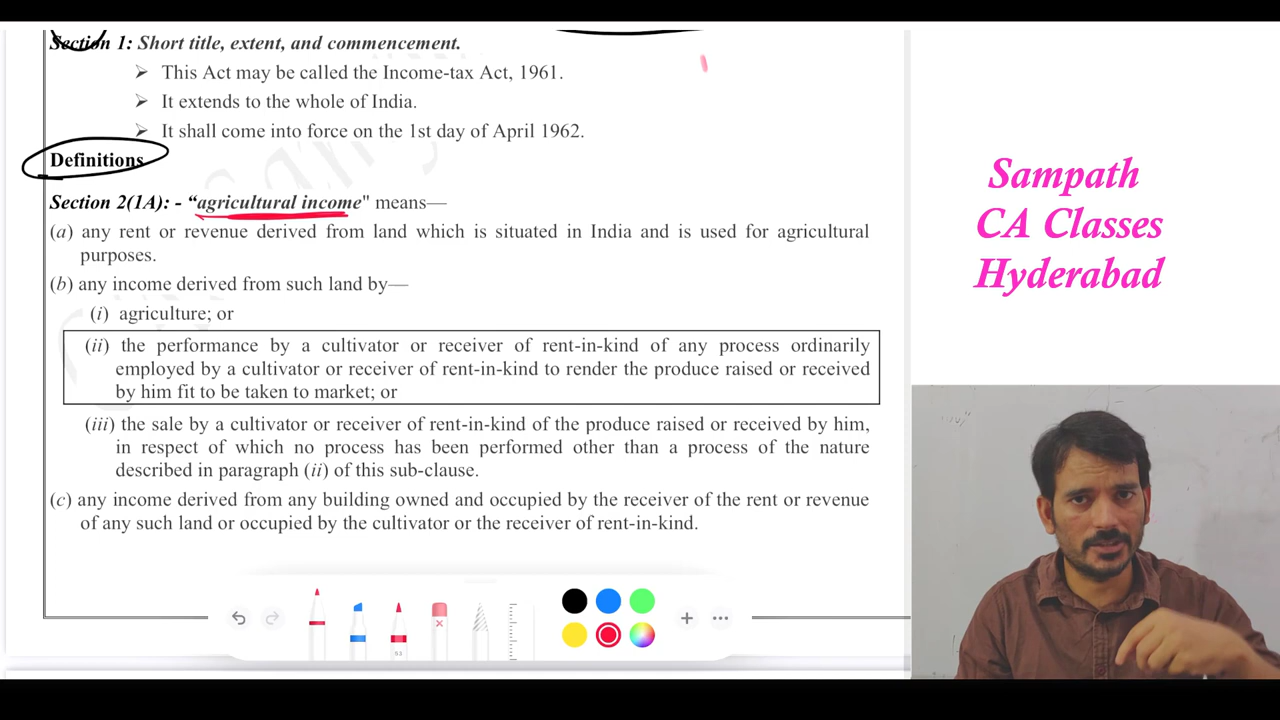 Section 1: Short title, extent, and commencement.
➢ This Act may be called the Income-tax Act, 1961.
➢ It extends to the whole of India.
➢ It shall come into force on the 1st day of April 1962.
Definitions
Section 2(1A): - “agricultural income" means—
(a) any rent or revenue derived from land which is situated in India and is used for agricultural
purposes.
(b) any income derived from such land by—
(i) agriculture; or
(ii) the performance by a cultivator or receiver of rent-in-kind of any process ordinarily
employed by a cultivator or receiver of rent-in-kind to render the produce raised or received
by him fit to be taken to market; or
(iii) the sale by a cultivator or receiver of rent-in-kind of the produce raised or received by him,
in respect of which no process has been performed other than a process of the nature
described in paragraph (ii) of this sub-clause.
(c) any income derived from any building owned and occupied by the receiver of the rent or revenue
of any such land or occupied by the cultivator or the receiver of rent-in-kind.
Sampath
CA Classes
Hyderabad